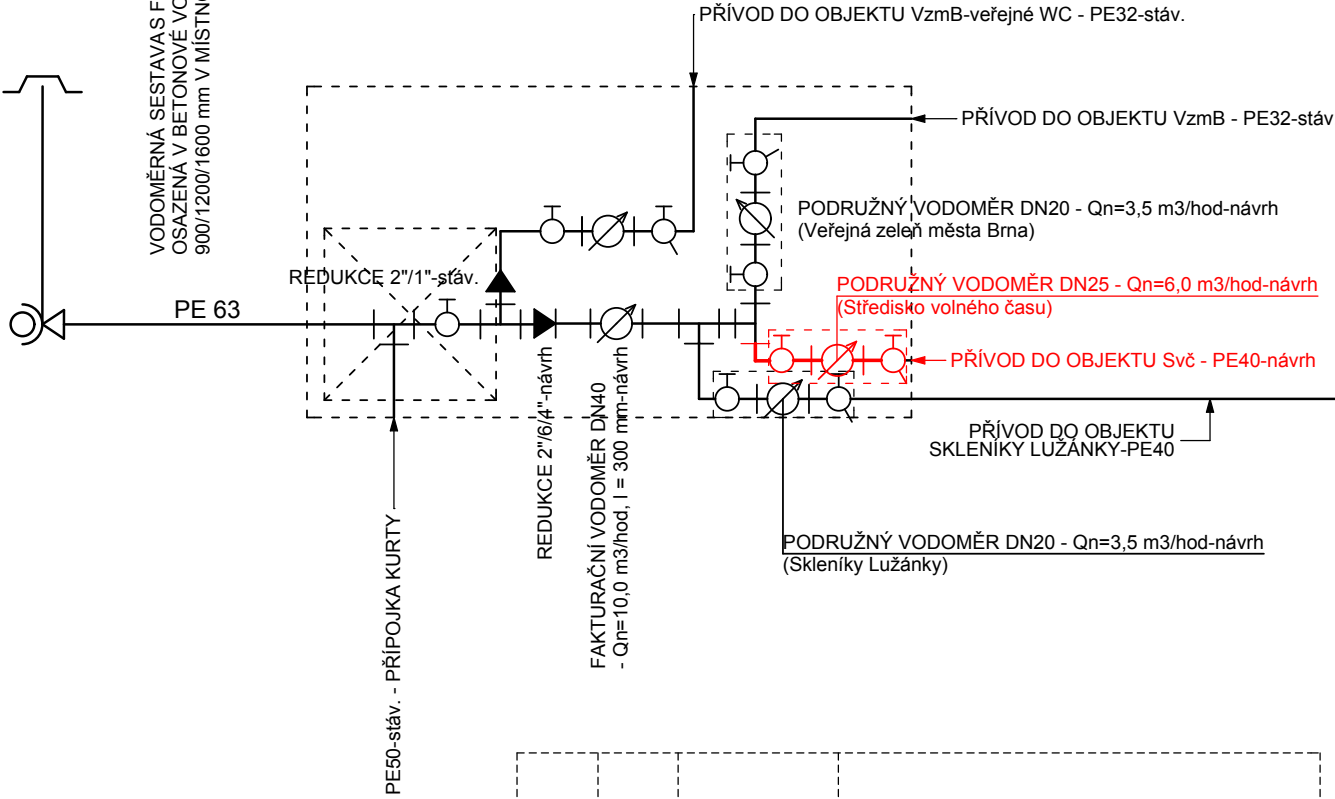 PŘÍVOD DO OBJEKTU VzmB-veřejné WC - PE32-stáv.
VODOMĚRNÁ SESTAVA S
OSAZENÁ V BETONOVÉ
900/1200/1600 mm V
PŘÍVOD DO OBJEKTU VzmB - PE32-stáv
PODRUŽNÝ VODOMĚR DN20 - Qn=3,5 m3/hod-návrh
(Veřejná zeleň města Brna)
REDUKCE 2"/1"-stáv.
PODRUŽNÝ VODOMĚR DN25 - Qn=6,0 m3/hod-návrh
(Středisko volného času)
PE 63
PŘÍVOD DO OBJEKTU Svč - PE40-návrh
PŘÍVOD DO OBJEKTU
SKLENÍKY LUŽÁNKY-PE40
REDUKCE 2"/6/4"-návrh
FAKTURAČNÍ VODOMĚR DN40
- Qn=10,0 m3/hod, l = 300 mm-návrh
PODRUŽNÝ VODOMĚR DN20 - Qn=3,5 m3/hod-návrh
(Skleníky Lužánky)
PE50-stáv. - PŘÍPOJKA KURTY